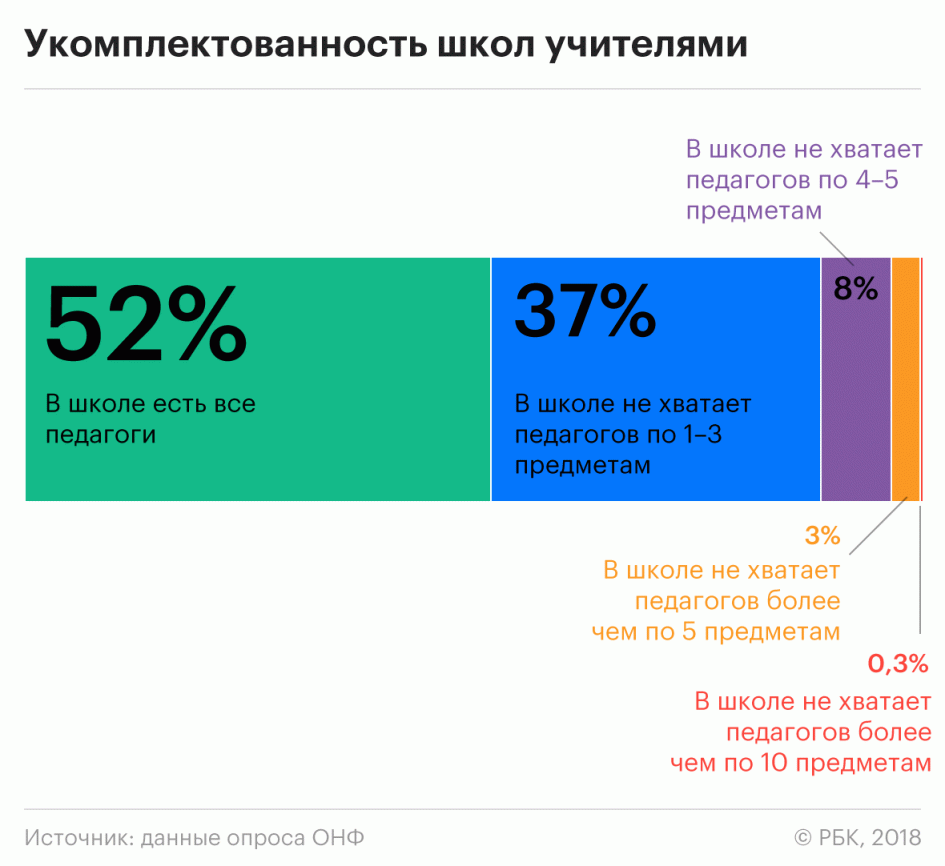 Укомплектованность школ учителями
В школе не хватает
педагогов по 4–5
предметам
52%
В школе есть все
педагоги
37%
В школе не хватает
педагогов по 1–3
предметам
8%
3%
В школе не хватает
педагогов более
чем по 5 предметам
0,3%
В школе не хватает
педагогов более
чем по 10 предметам
Источник: данные опроса ОНФ
© РБК, 2018